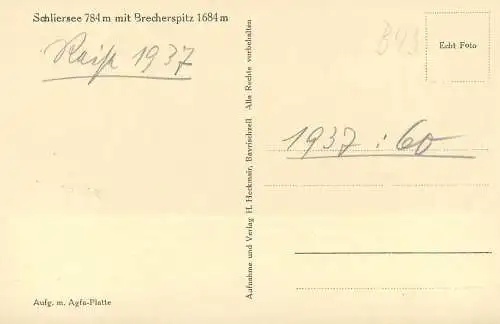 Schliersee 784 m mit Brecherspitz 1684 m
1937
Aufg. m. Agfa-Platte
Aufnahme und Verlag H. Heckmair, Bayrischzell Alle Rechte vorbehalten
Echt Foto
1937 : 60